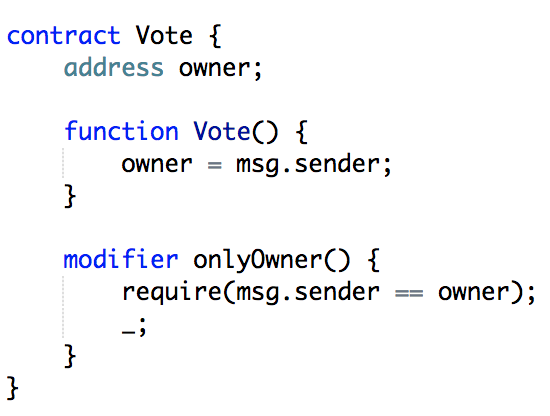 contract Vote {
    address owner;

    function Vote() {
        owner = msg.sender;
    }

    modifier onlyOwner() {
        require(msg.sender == owner);
        _;
    }
}